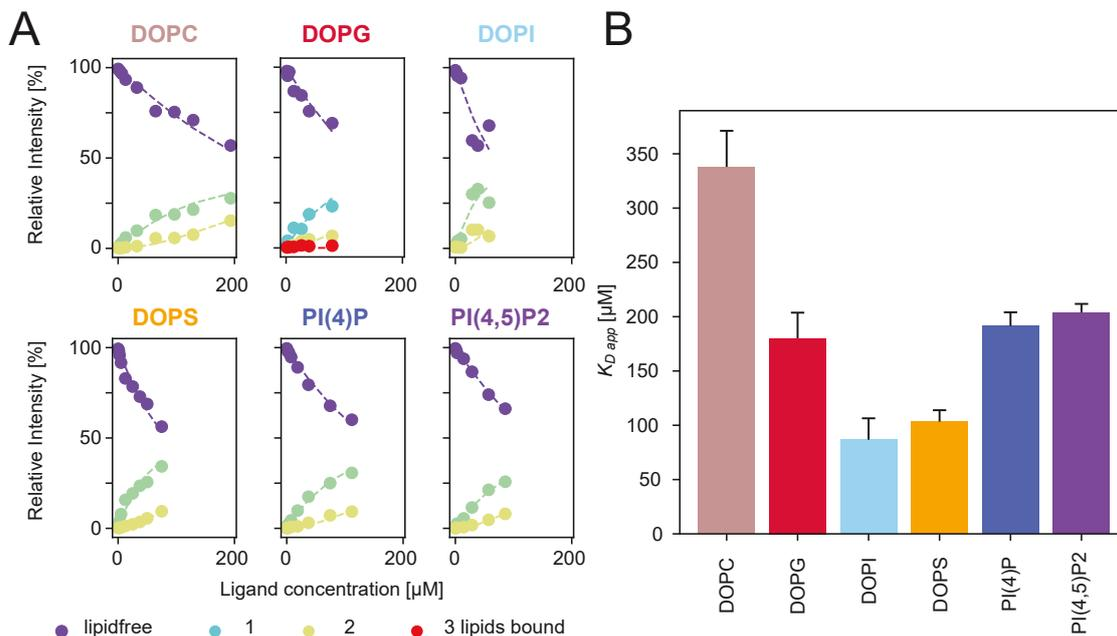 A
DOPC DOPG DOPI
Relative Intensity [%]
100
50
0
0 200 0 200 0 200
DOPS PI(4)P PI(4,5)P2
Relative Intensity [%]
100
50
0
0 200 0 200 0 200
Ligand concentration [µM]
lipidfree 1 2 3 lipids bound
B
K_D app [µM]
350
300
250
200
150
100
50
0
DOPC DOPG DOPI DOPS PI(4)P PI(4,5)P2